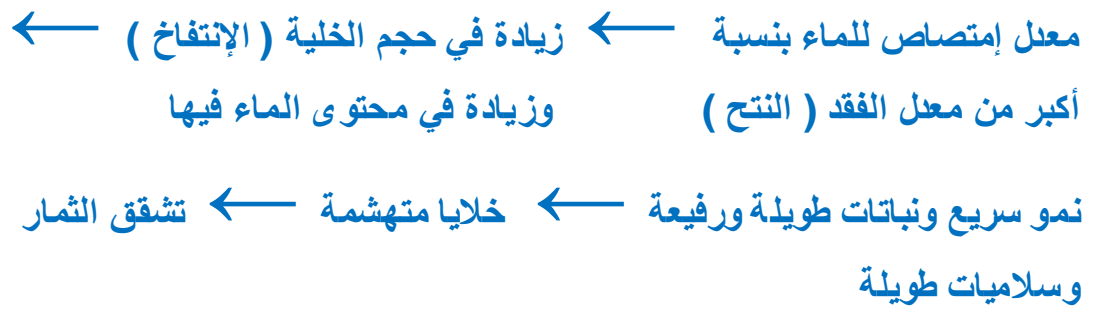 معدل إمتصاص للماء بنسبة ← زيادة في حجم الخلية ( الإنتفاخ ) ←
أكبر من معدل الفقد ( النتح ) وزيادة في محتوى الماء فيها
نمو سريع ونباتات طويلة ورفيعة ← خلايا متهشمة ← تشقق الثمار
وسلاميات طويلة